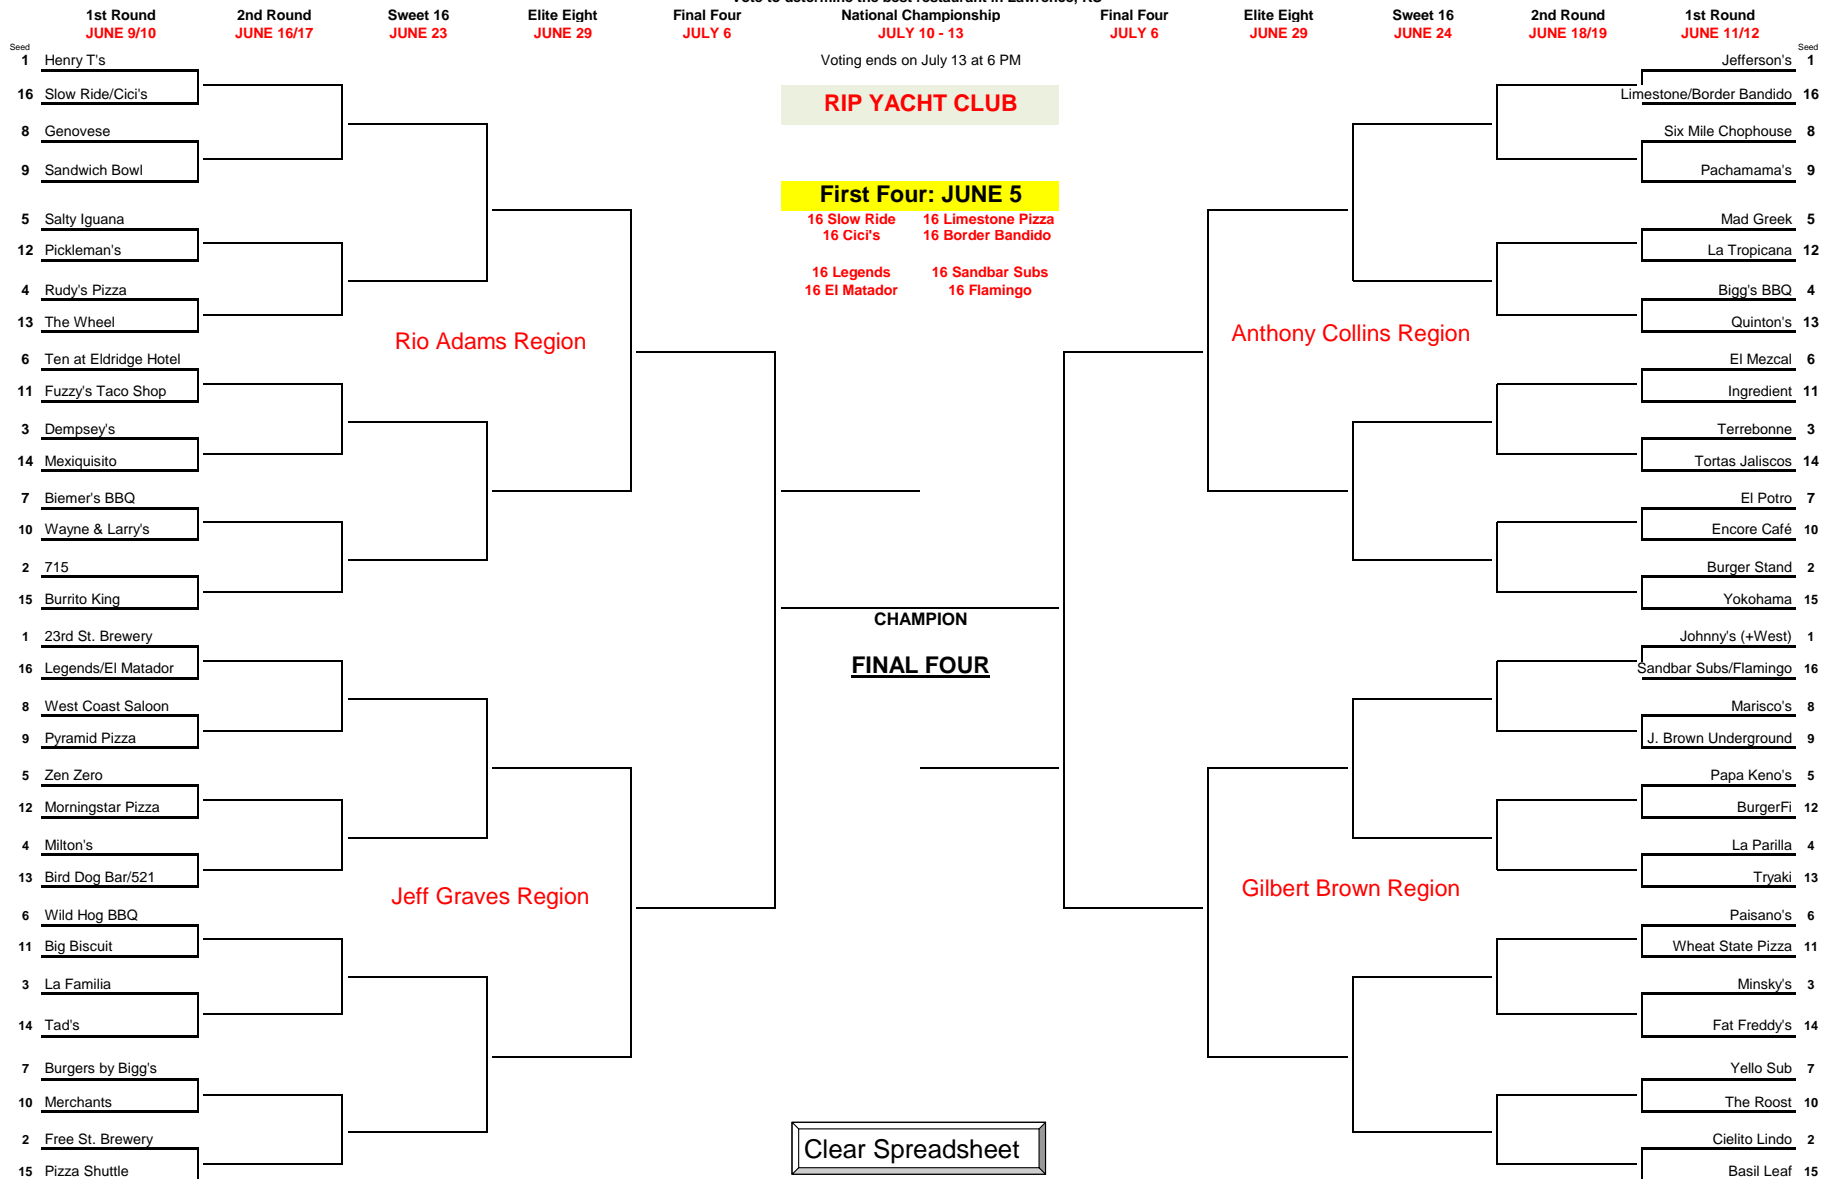 Vote to determine the best restaurant in Lawrence, KS
1st Round 2nd Round Sweet 16 Elite Eight Final Four National Championship Final Four Elite Eight Sweet 16 2nd Round 1st Round
JUNE 9/10 JUNE 16/17 JUNE 23 JUNE 29 JULY 6 JULY 10 - 13 JULY 6 JUNE 29 JUNE 24 JUNE 18/19 JUNE 11/12
Seed Seed
1 Henry T's Voting ends on July 13 at 6 PM Jefferson's 1
16 Slow Ride/Cici's RIP YACHT CLUB Limestone/Border Bandido 16
8 Genovese Six Mile Chophouse 8
9 Sandwich Bowl Pachamama's 9
First Four: JUNE 5
5 Salty Iguana 16 Slow Ride 16 Limestone Pizza Mad Greek 5
16 Cici's 16 Border Bandido
12 Pickleman's La Tropicana 12
16 Legends 16 Sandbar Subs
4 Rudy's Pizza 16 El Matador 16 Flamingo Bigg's BBQ 4
13 The Wheel Quinton's 13
Rio Adams Region Anthony Collins Region
6 Ten at Eldridge Hotel El Mezcal 6
11 Fuzzy's Taco Shop Ingredient 11
3 Dempsey's Terrebonne 3
14 Mexiquisito Tortas Jaliscos 14
7 Biemer's BBQ El Potro 7
10 Wayne & Larry's Encore Café 10
2 715 Burger Stand 2
15 Burrito King Yokohama 15
CHAMPION
1 23rd St. Brewery Johnny's (+West) 1
16 Legends/El Matador FINAL FOUR Sandbar Subs/Flamingo 16
8 West Coast Saloon Marisco's 8
9 Pyramid Pizza J. Brown Underground 9
5 Zen Zero Papa Keno's 5
12 Morningstar Pizza BurgerFi 12
4 Milton's La Parilla 4
13 Bird Dog Bar/521 Tryaki 13
Jeff Graves Region Gilbert Brown Region
6 Wild Hog BBQ Paisano's 6
11 Big Biscuit Wheat State Pizza 11
3 La Familia Minsky's 3
14 Tad's Fat Freddy's 14
7 Burgers by Bigg's Yello Sub 7
10 Merchants The Roost 10
2 Free St. Brewery Cielito Lindo 2
Clear Spreadsheet
15 Pizza Shuttle Basil Leaf 15